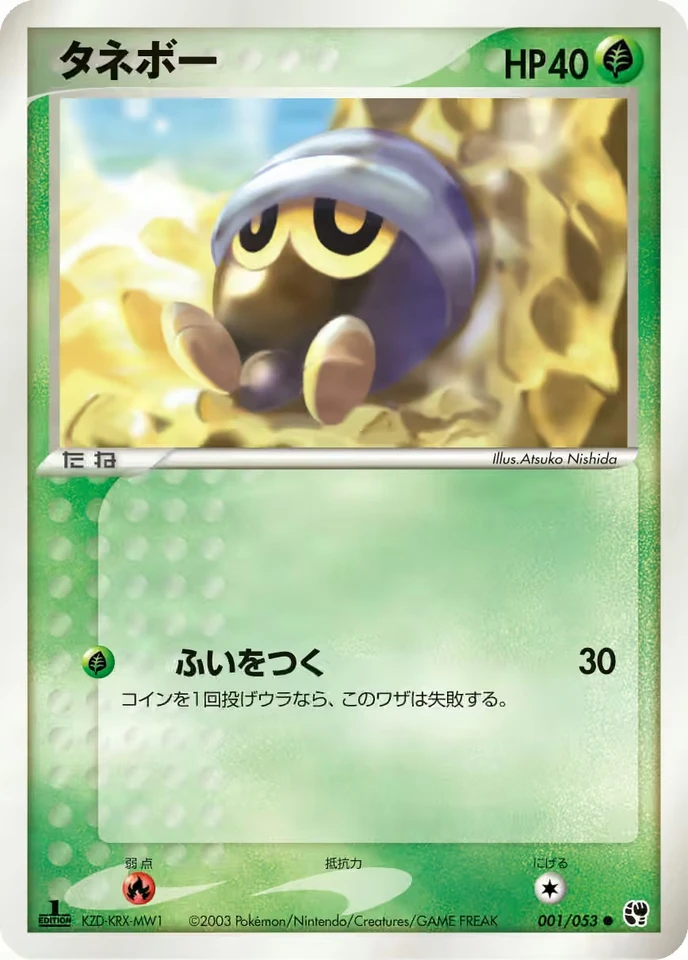 タネボー
HP40
たね
Illus.Atsuko Nishida
ふいをつく 30
コインを1回投げウラなら、このワザは失敗する。
弱点 抵抗力 にげる
1 EDITION KZD-KRX-MW1 ©2003 Pokémon/Nintendo/Creatures/GAME FREAK 001/053